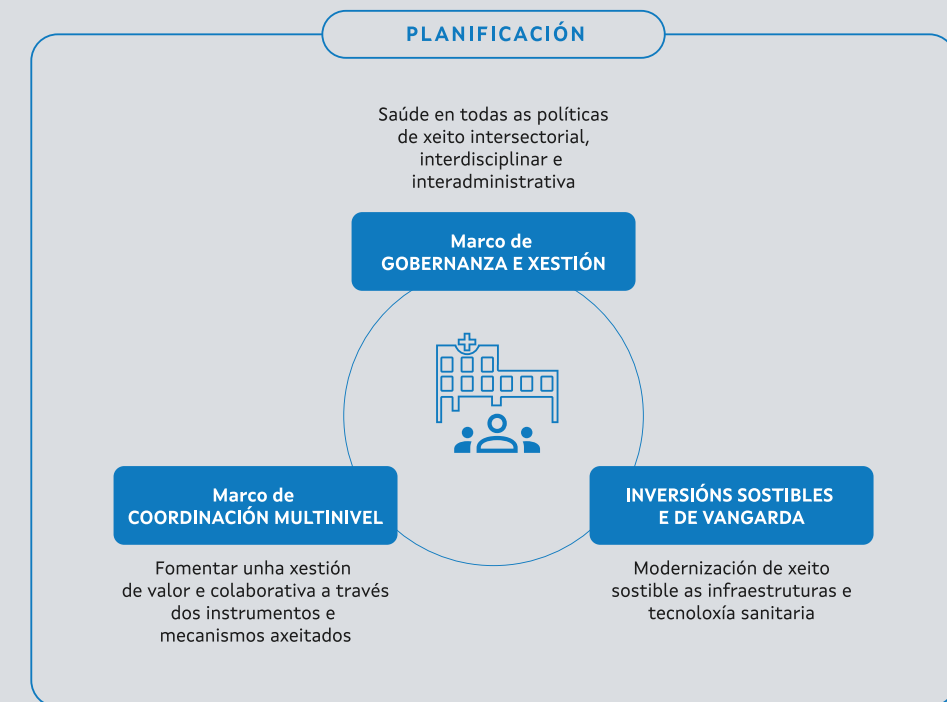 PLANIFICACIÓN
Saúde en todas as políticas
de xeito intersectorial,
interdisciplinar e
interadministrativa
Marco de
GOBERNANZA E XESTIÓN
Marco de
COORDINACIÓN MULTINIVEL
Fomentar unha xestión
de valor e colaborativa a través
dos instrumentos e
mecanismos axeitados
INVERSIÓNS SOSTIBLES
E DE VANGARDA
Modernización de xeito
sostible as infraestruturas e
tecnoloxía sanitaria